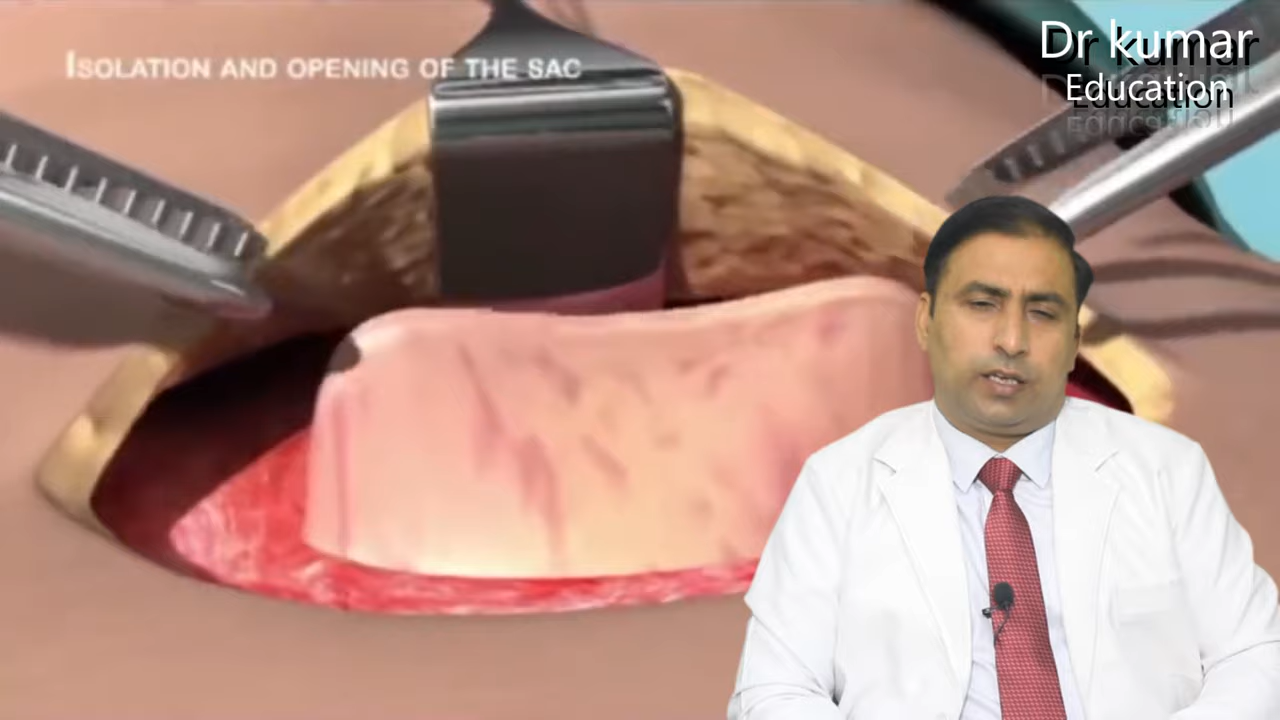 ISOLATION AND OPENING OF THE SAC
Dr kumar
Education